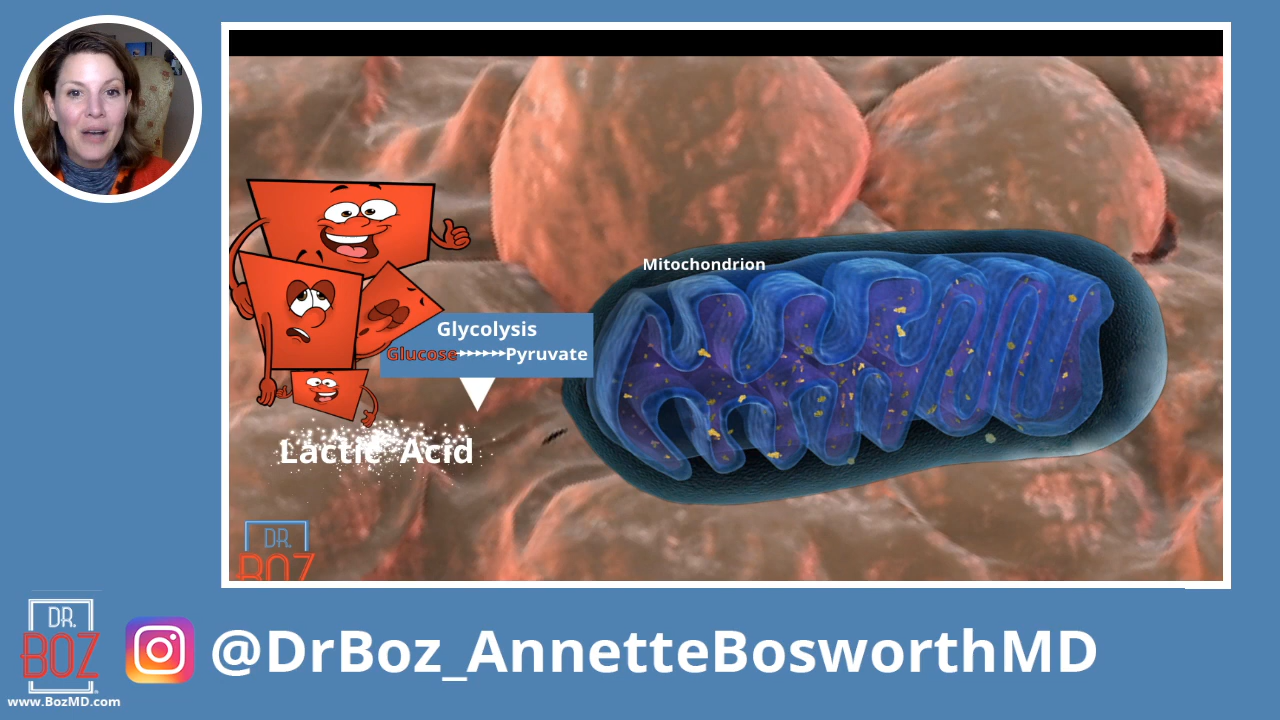 Mitochondrion
Glycolysis
Glucose Pyruvate
Lactic Acid
DR.
BOZ
DR.
BOZ
www.BozMD.com
@DrBoz_AnnetteBosworthMD